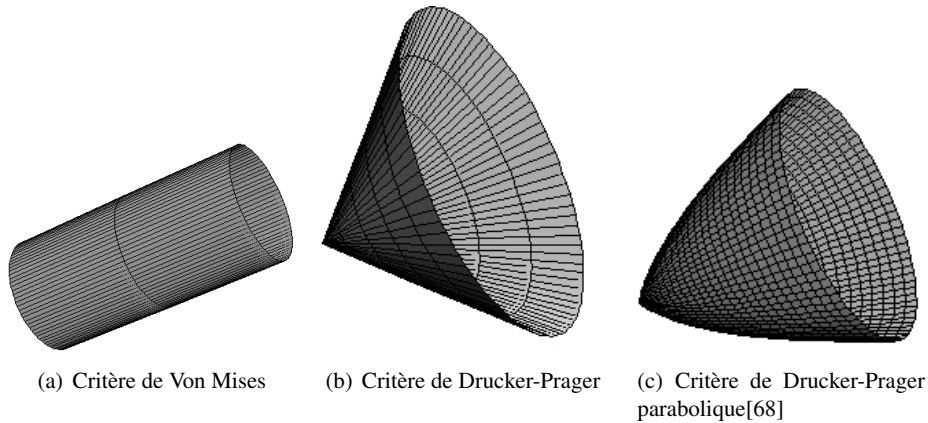 (a) Critère de Von Mises
(b) Critère de Drucker-Prager
(c) Critère de Drucker-Prager
parabolique[68]